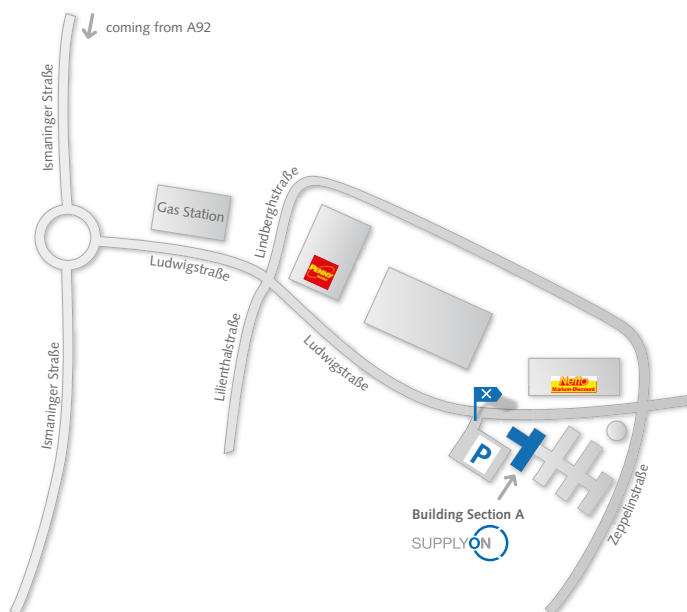 coming from A92
Ismaninger Straße
Lindberghstraße
Gas Station
Ludwigstraße
PENNY
Lilienthalstraße
Ludwigstraße
Ismaninger Straße
Netto
Marken-Discount
P
Zeppelinstraße
Building Section A
SUPPLYON